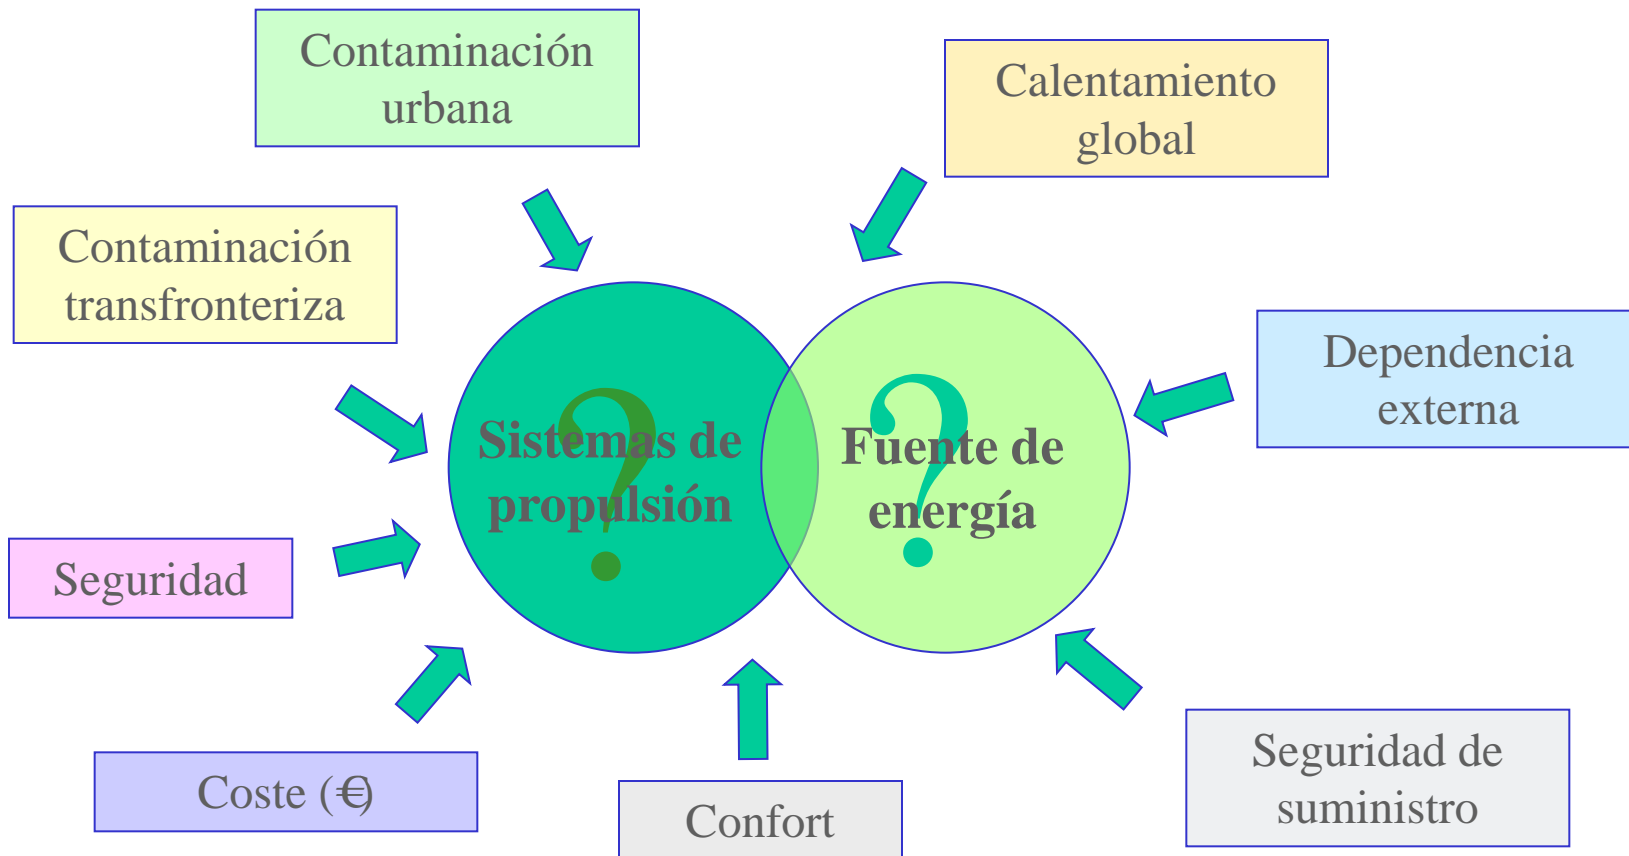 Contaminación
urbana
Calentamiento
global
Contaminación
transfronteriza
Dependencia
externa
?
Sistemas de
propulsión
?
Fuente de
energía
Seguridad
Coste (€)
Confort
Seguridad de
suministro